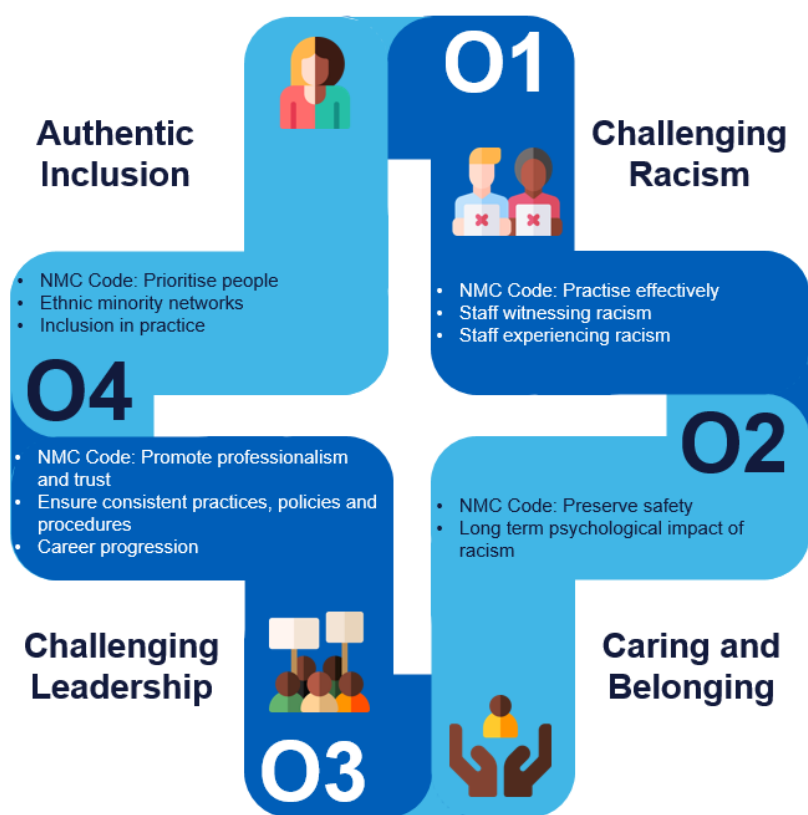 O1
Challenging
Racism
• NMC Code: Practise effectively
• Staff witnessing racism
• Staff experiencing racism
O2
• NMC Code: Preserve safety
• Long term psychological impact of
racism
Caring and
Belonging
• NMC Code: Promote professionalism
and trust
• Ensure consistent practices, policies and
procedures
• Career progression
Challenging
Leadership
O3
Authentic
Inclusion
• NMC Code: Prioritise people
• Ethnic minority networks
• Inclusion in practice
O4